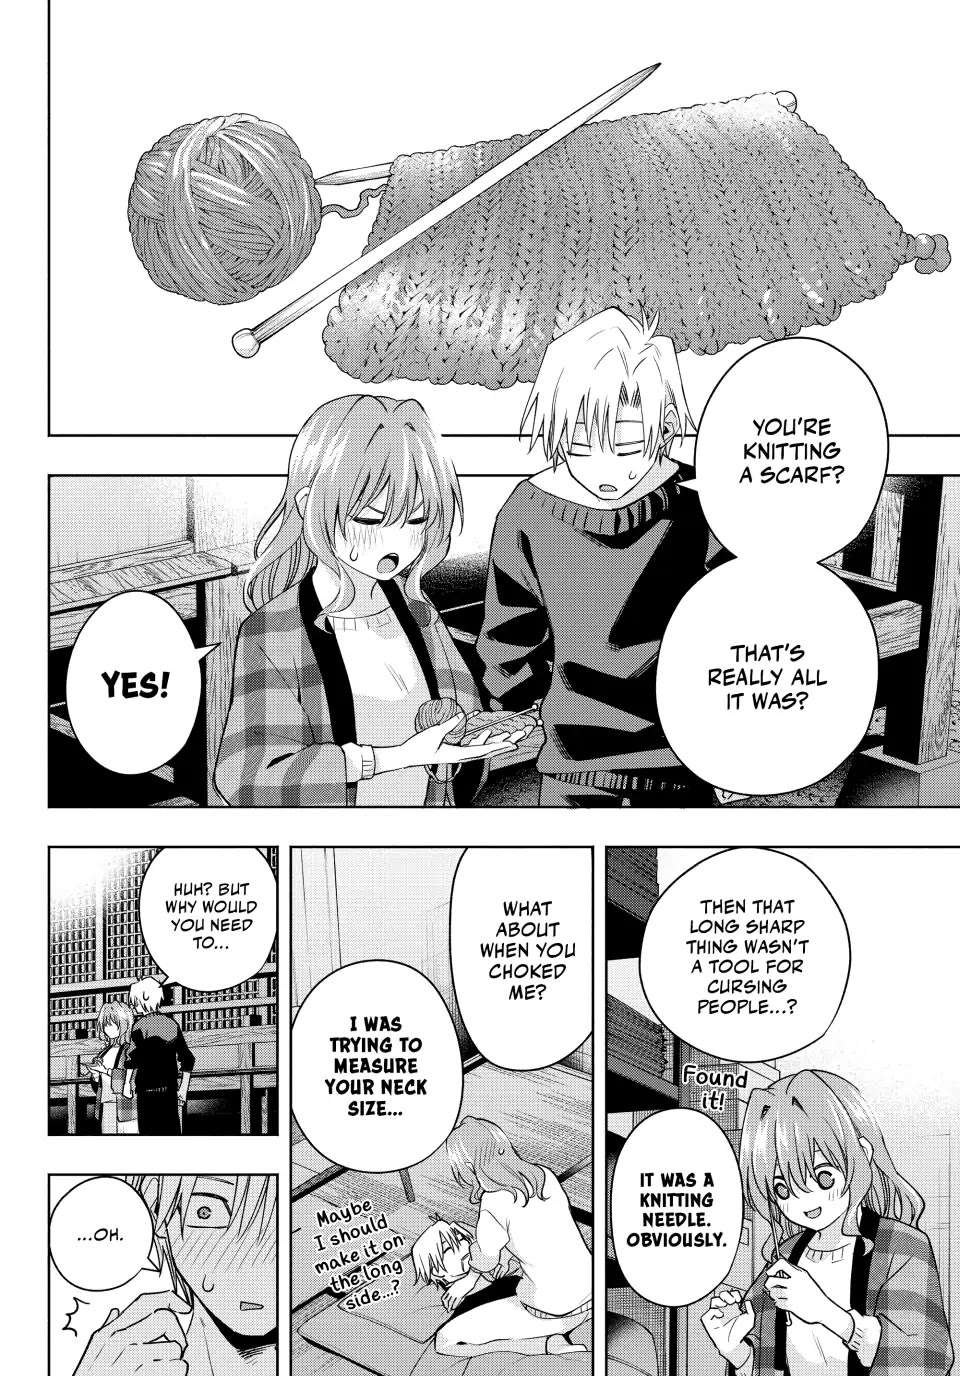 YOU'RE
KNITTING
A SCARF?
THAT'S
REALLY ALL
IT WAS?
YES!
THEN THAT
LONG SHARP
THING WASN'T
A TOOL FOR
CURSING
PEOPLE...?
Found
it!
IT WAS A
KNITTING
NEEDLE.
OBVIOUSLY.
WHAT
ABOUT
WHEN YOU
CHOKED
ME?
I WAS
TRYING TO
MEASURE
YOUR NECK
SIZE...
Maybe
I should
make it on
the long
side...?
HUH? BUT
WHY WOULD
YOU NEED
TO...
...OH.